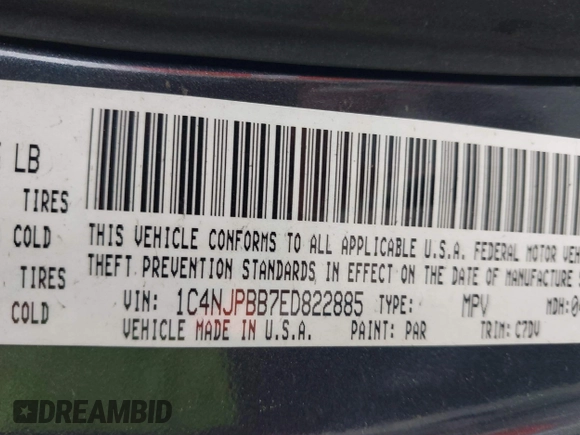 LB
TIRES
COLD
TIRES
COLD
THIS VEHICLE CONFORMS TO ALL APPLICABLE U.S.A. FEDERAL MOTOR
THEFT PREVENTION STANDARDS IN EFFECT ON THE DATE OF MANUFACTURE
VIN: 1C4NJPBB7ED822885 TYPE: MPV MDH:
VEHICLE MADE IN U.S.A. PAINT: PAR TRIM: C7DV
DREAMBID